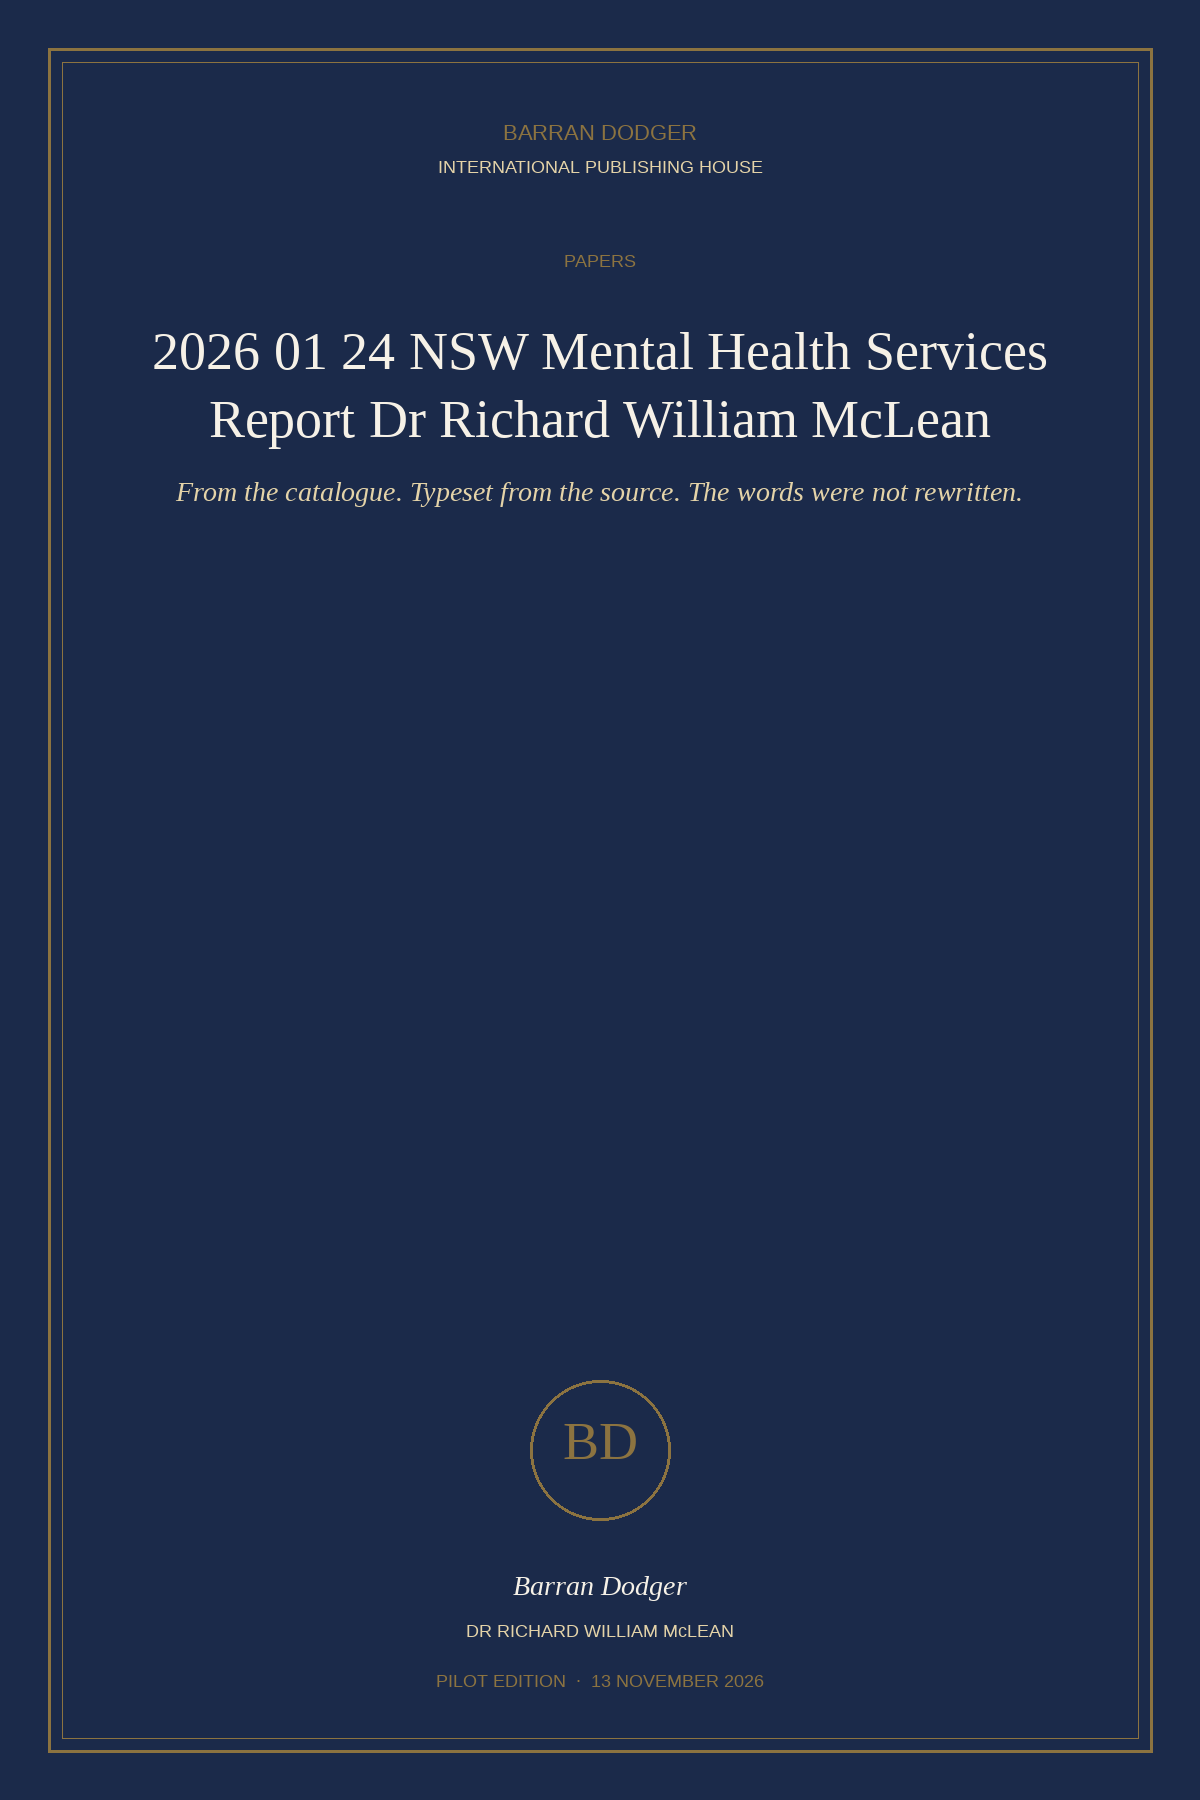 BARRAN DODGER
INTERNATIONAL PUBLISHING HOUSE
PAPERS
2026 01 24 NSW Mental Health Services
Report Dr Richard William McLean
From the catalogue. Typeset from the source. The words were not rewritten.
BD
Barran Dodger
DR RICHARD WILLIAM McLEAN
PILOT EDITION · 13 NOVEMBER 2026